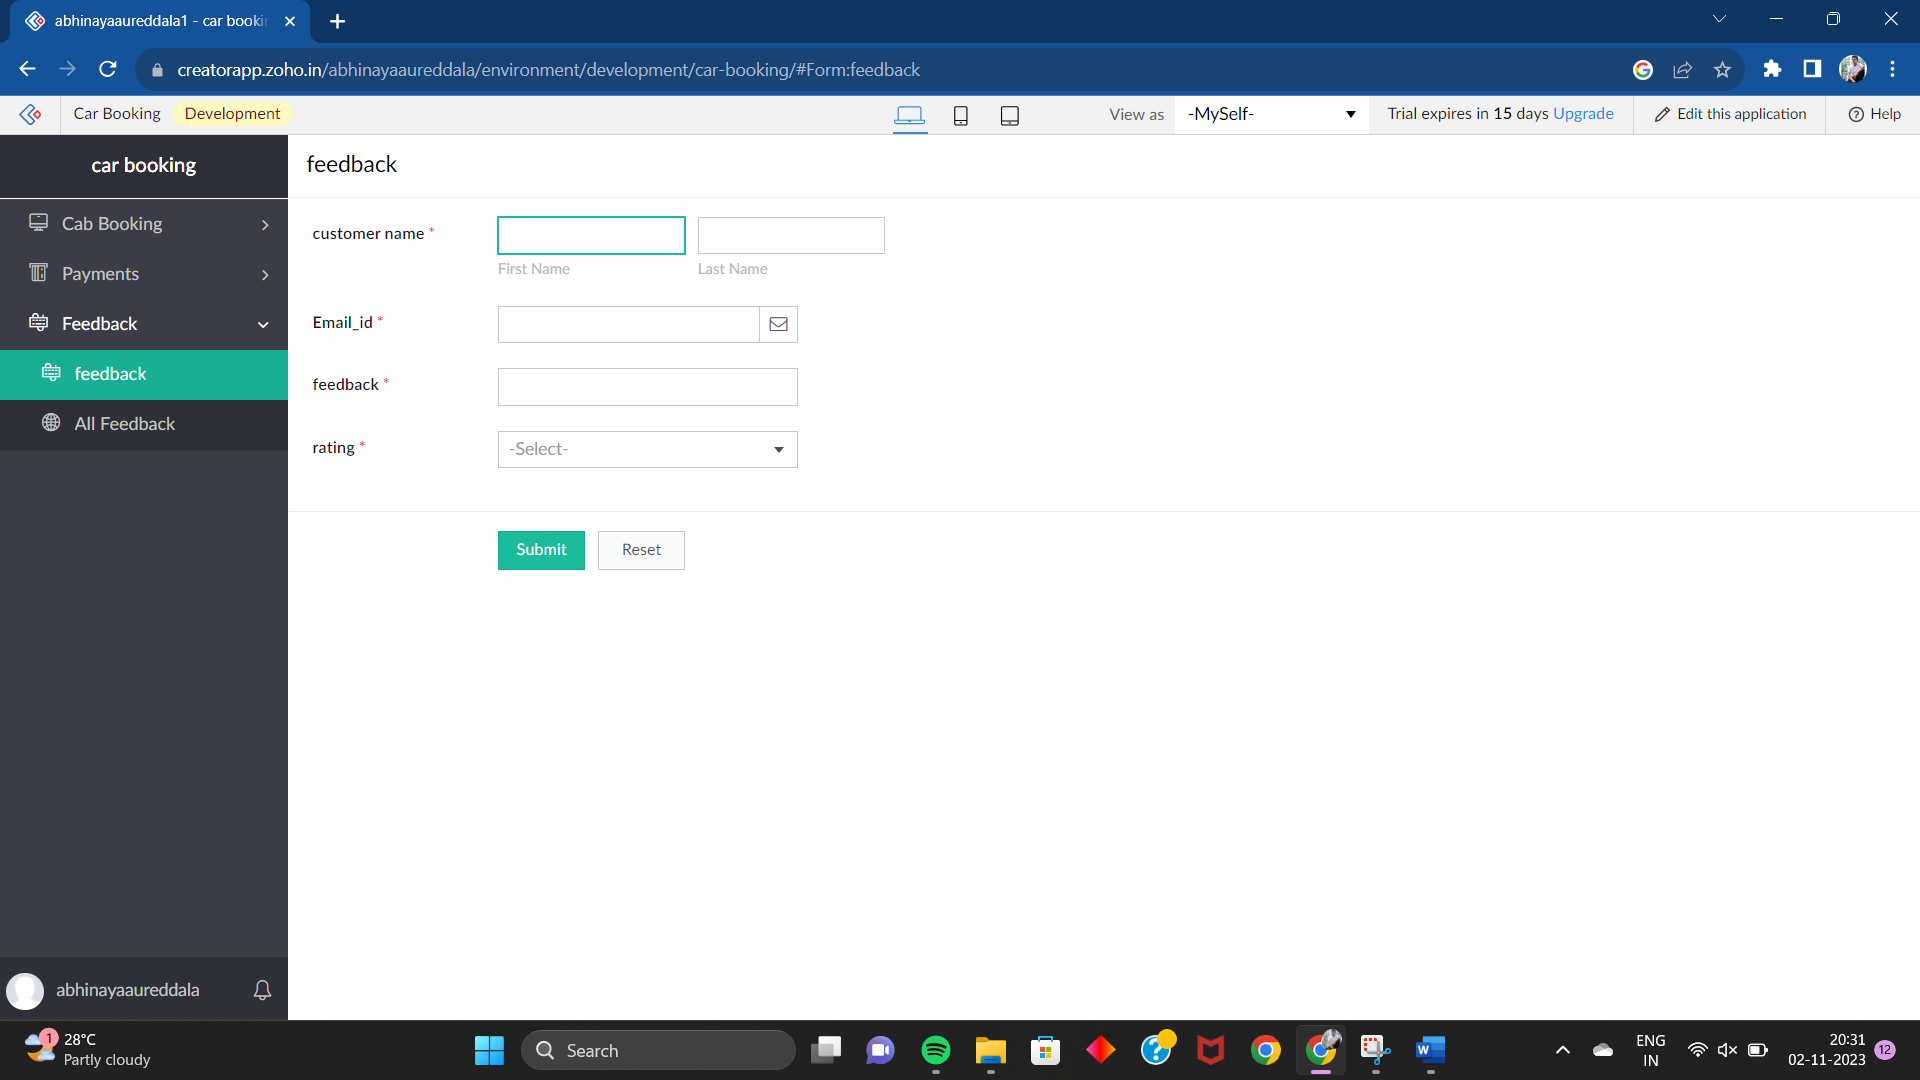 abhinayaaureddala1 - car booki
creatorapp.zoho.in/abhinayaaureddala/environment/development/car-booking/#Form:feedback
Car Booking Development View as -MySelf- Trial expires in 15 days Upgrade Edit this application Help
car booking
Cab Booking
Payments
Feedback
feedback
All Feedback
abhinayaaureddala
feedback
customer name *
First Name Last Name
Email_id *
feedback *
rating * -Select-
Submit Reset
1 28°C
Partly cloudy
Search
ENG
IN
20:31
02-11-2023
12